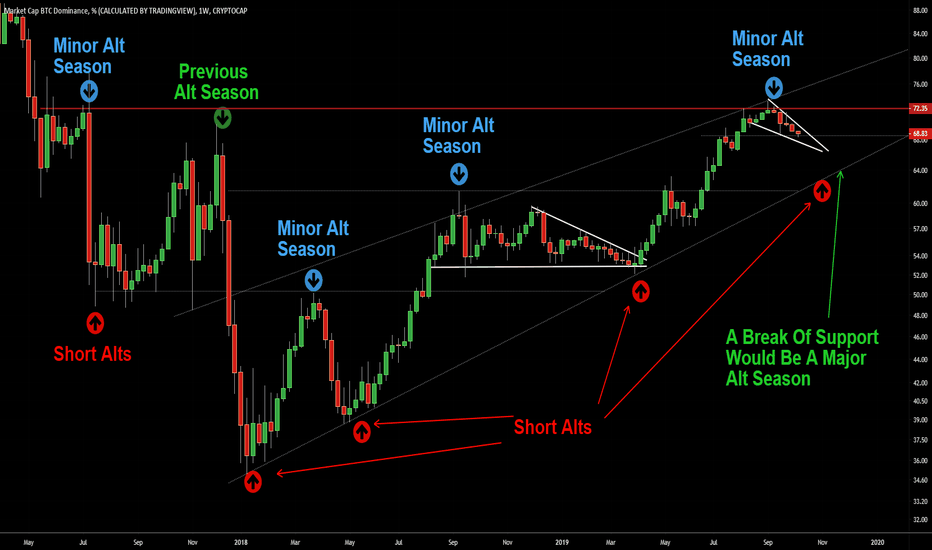 Market Cap BTC Dominance, % (CALCULATED BY TRADINGVIEW), 1W, CRYPTOCAP
Minor Alt
Season
Previous
Alt Season
Minor Alt
Season
Minor Alt
Season
Minor Alt
Season
Short Alts
Short Alts
A Break Of Support
Would Be A Major
Alt Season
88.00
84.00
80.00
76.00
72.35
68.83
68.00
64.00
60.00
57.00
54.00
52.00
50.00
48.00
46.00
44.00
42.00
40.50
39.00
37.50
36.00
34.60
33.20
32.00
May
Jul
Sep
Nov
2018
Mar
May
Jul
Sep
Nov
2019
Mar
May
Jul
Sep
Nov
2020